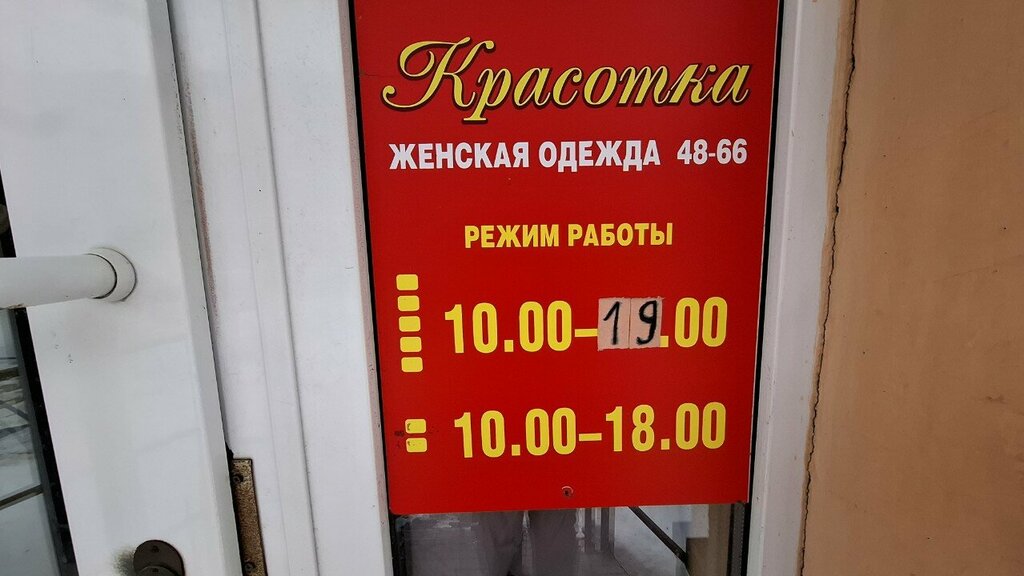 Красотка
ЖЕНСКАЯ ОДЕЖДА 48-66
РЕЖИМ РАБОТЫ
10.00-19.00
10.00-18.00